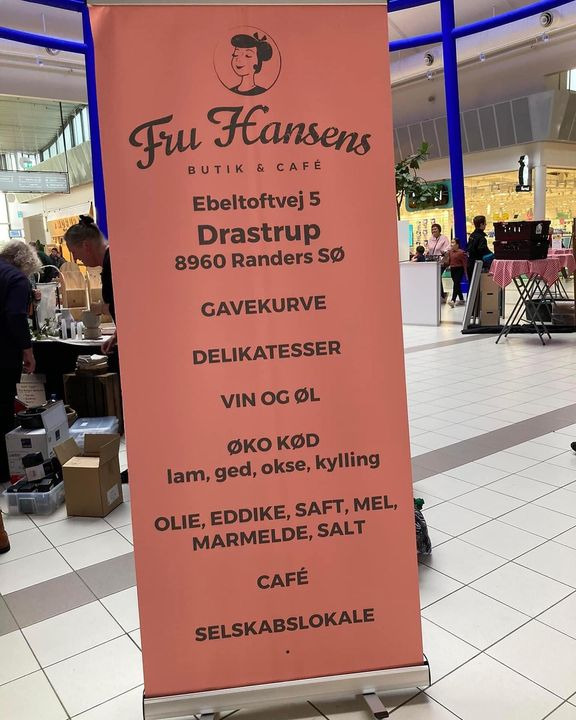 Fru Hansens
BUTIK & CAFÉ
Ebeltoftvej 5
Drastrup
8960 Randers SØ
GAVEKURVE
DELIKATESSER
VIN OG ØL
ØKO KØD
lam, ged, okse, kylling
OLIE, EDDIKE, SAFT, MEL,
MARMELDE, SALT
CAFÉ
SELSKABSLOKALE
.